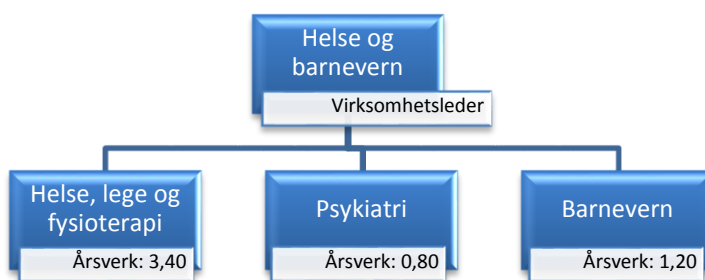 Helse og
barnevern
Virksomhetsleder
Helse, lege og
fysioterapi
Årsverk: 3,40
Psykiatri
Årsverk: 0,80
Barnevern
Årsverk: 1,20